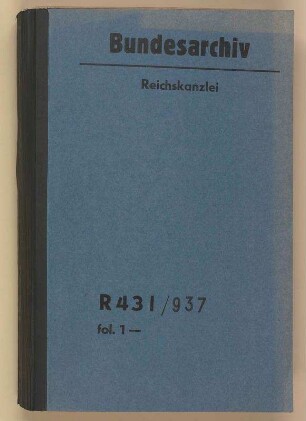 Bundesarchiv
Reichskanzlei
R 43 I / 937
fol. 1 —